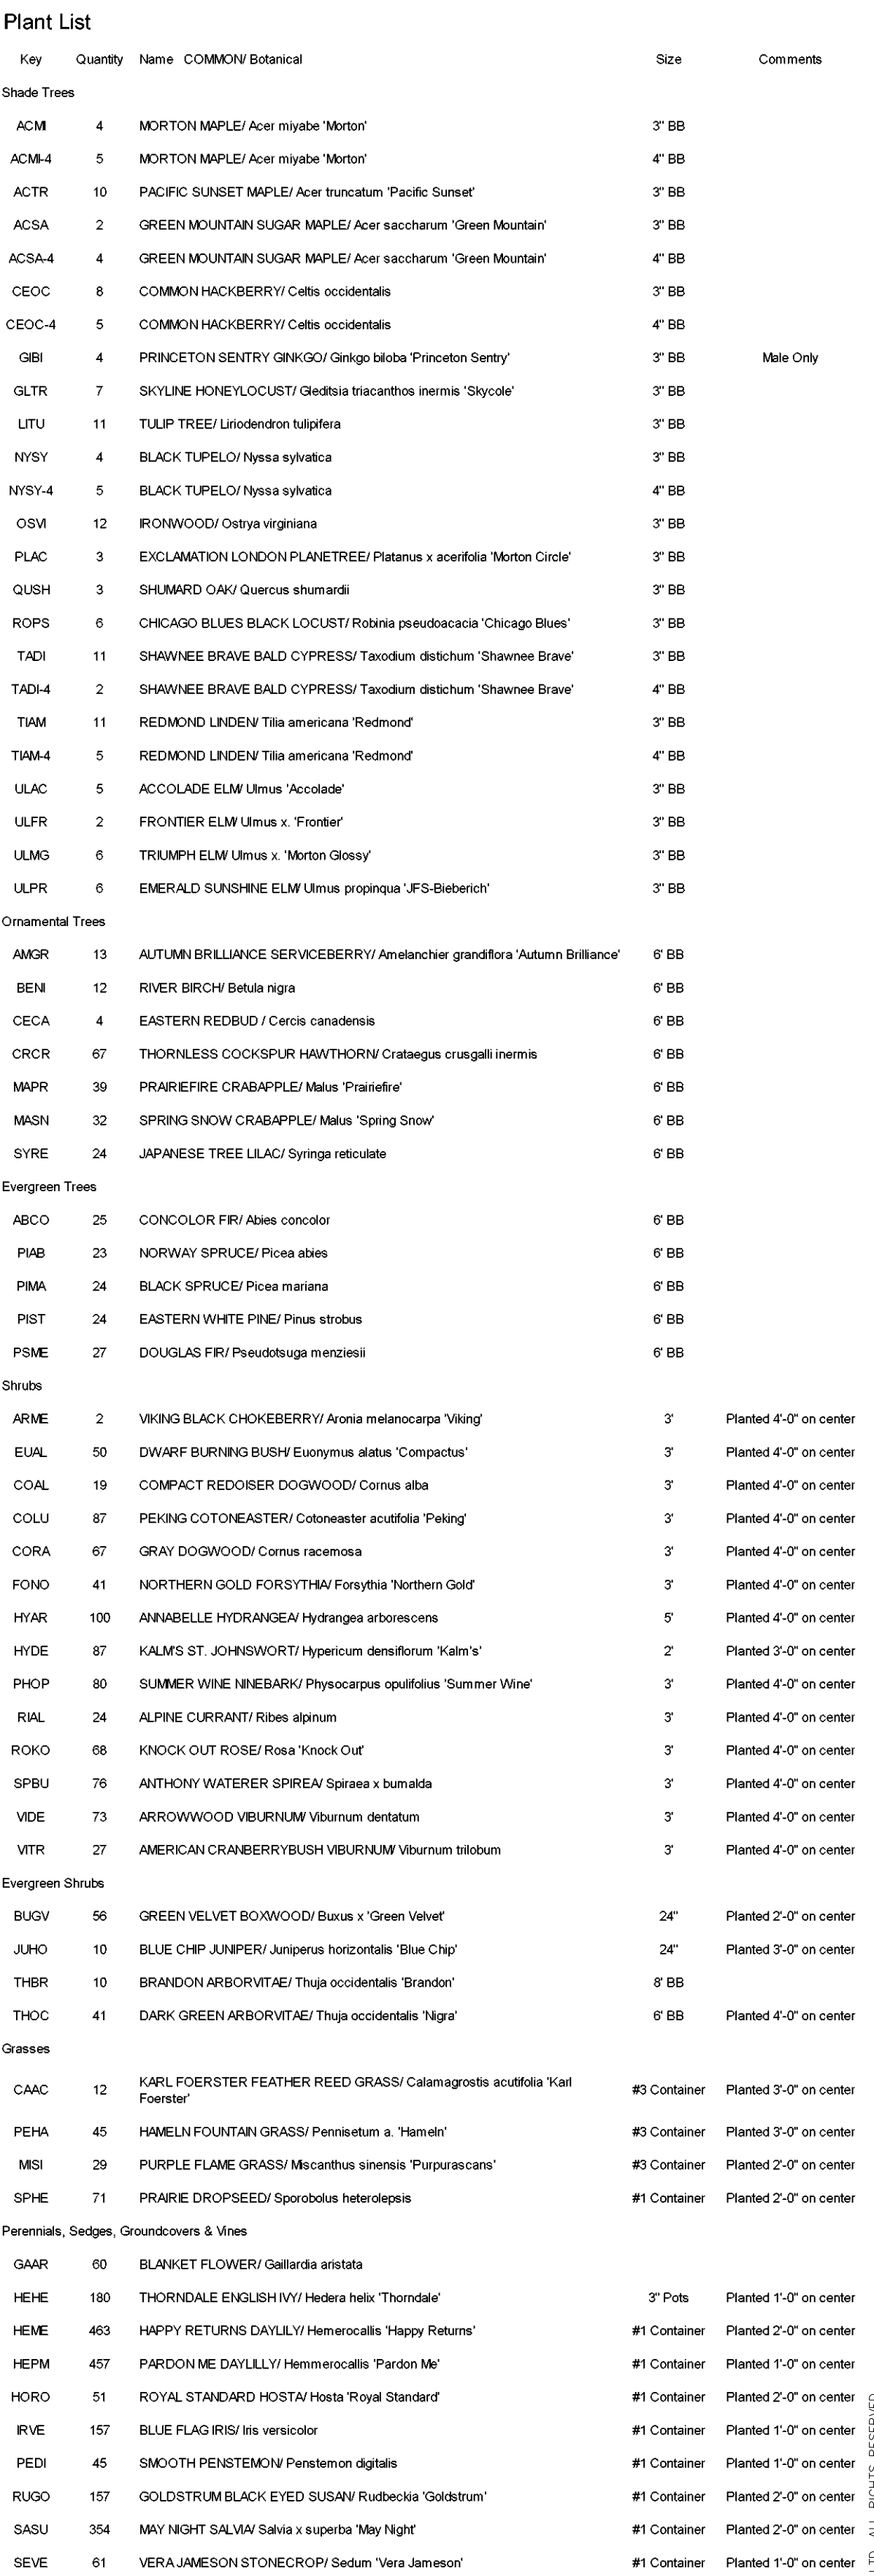 Plant List
Key Quantity Name COMMON/ Botanical Size Comments
Shade Trees
ACMI 4 MORTON MAPLE/ Acer miyabe 'Morton' 3" BB
ACMI-4 5 MORTON MAPLE/ Acer miyabe 'Morton' 4" BB
ACTR 10 PACIFIC SUNSET MAPLE/ Acer truncatum 'Pacific Sunset' 3" BB
ACSA 2 GREEN MOUNTAIN SUGAR MAPLE/ Acer saccharum 'Green Mountain' 3" BB
ACSA-4 4 GREEN MOUNTAIN SUGAR MAPLE/ Acer saccharum 'Green Mountain' 4" BB
CEOC 8 COMMON HACKBERRY/ Celtis occidentalis 3" BB
CEOC-4 5 COMMON HACKBERRY/ Celtis occidentalis 4" BB
GIBI 4 PRINCETON SENTRY GINKGO/ Ginkgo biloba 'Princeton Sentry' 3" BB Male Only
GLTR 7 SKYLINE HONEYLOCUST/ Gleditsia triacanthos inermis 'Skycole' 3" BB
LITU 11 TULIP TREE/ Liriodendron tulipifera 3" BB
NYSY 4 BLACK TUPELO/ Nyssa sylvatica 3" BB
NYSY-4 5 BLACK TUPELO/ Nyssa sylvatica 4" BB
OSVI 12 IRONWOOD/ Ostrya virginiana 3" BB
PLAC 3 EXCLAMATION LONDON PLANETREE/ Platanus x acerifolia 'Morton Circle' 3" BB
QUSH 3 SHUMARD OAK/ Quercus shumardii 3" BB
ROPS 6 CHICAGO BLUES BLACK LOCUST/ Robinia pseudoacacia 'Chicago Blues' 3" BB
TADI 11 SHAWNEE BRAVE BALD CYPRESS/ Taxodium distichum 'Shawnee Brave' 3" BB
TADI-4 2 SHAWNEE BRAVE BALD CYPRESS/ Taxodium distichum 'Shawnee Brave' 4" BB
TIAM 11 REDMOND LINDEN/ Tilia americana 'Redmond' 3" BB
TIAM-4 5 REDMOND LINDEN/ Tilia americana 'Redmond' 4" BB
ULAC 5 ACCOLADE ELM/ Ulmus 'Accolade' 3" BB
ULFR 2 FRONTIER ELM/ Ulmus x. 'Frontier' 3" BB
ULMG 6 TRIUMPH ELM/ Ulmus x. 'Morton Glossy' 3" BB
ULPR 6 EMERALD SUNSHINE ELM/ Ulmus propinqua 'JFS-Bieberich' 3" BB
Ornamental Trees
AMGR 13 AUTUMN BRILLIANCE SERVICEBERRY/ Amelanchier grandiflora 'Autumn Brilliance' 6' BB
BENI 12 RIVER BIRCH/ Betula nigra 6' BB
CECA 4 EASTERN REDBUD / Cercis canadensis 6' BB
CRCR 67 THORNLESS COCKSPUR HAWTHORN/ Crataegus crusgalli inermis 6' BB
MAPR 39 PRAIRIEFIRE CRABAPPLE/ Malus 'Prairiefire' 6' BB
MASN 32 SPRING SNOW CRABAPPLE/ Malus 'Spring Snow' 6' BB
SYRE 24 JAPANESE TREE LILAC/ Syringa reticulate 6' BB
Evergreen Trees
ABCO 25 CONCOLOR FIR/ Abies concolor 6' BB
PIAB 23 NORWAY SPRUCE/ Picea abies 6' BB
PIMA 24 BLACK SPRUCE/ Picea mariana 6' BB
PIST 24 EASTERN WHITE PINE/ Pinus strobus 6' BB
PSME 27 DOUGLAS FIR/ Pseudotsuga menziesii 6' BB
Shrubs
ARME 2 VIKING BLACK CHOKEBERRY/ Aronia melanocarpa 'Viking' 3' Planted 4'-0" on center
EUAL 50 DWARF BURNING BUSH/ Euonymus alatus 'Compactus' 3' Planted 4'-0" on center
COAL 19 COMPACT REDOISER DOGWOOD/ Cornus alba 3' Planted 4'-0" on center
COLU 87 PEKING COTONEASTER/ Cotoneaster acutifolia 'Peking' 3' Planted 4'-0" on center
CORA 67 GRAY DOGWOOD/ Cornus racemosa 3' Planted 4'-0" on center
FONO 41 NORTHERN GOLD FORSYTHIA/ Forsythia 'Northern Gold' 3' Planted 4'-0" on center
HYAR 100 ANNABELLE HYDRANGEA/ Hydrangea arborescens 5' Planted 4'-0" on center
HYDE 87 KALM'S ST. JOHNSWORT/ Hypericum densiflorum 'Kalm's' 2' Planted 3'-0" on center
PHOP 80 SUMMER WINE NINEBARK/ Physocarpus opulifolius 'Summer Wine' 3' Planted 4'-0" on center
RIAL 24 ALPINE CURRANT/ Ribes alpinum 3' Planted 4'-0" on center
ROKO 68 KNOCK OUT ROSE/ Rosa 'Knock Out' 3' Planted 4'-0" on center
SPBU 76 ANTHONY WATERER SPIREA/ Spiraea x bumalda 3' Planted 4'-0" on center
VIDE 73 ARROWWOOD VIBURNUM/ Viburnum dentatum 3' Planted 4'-0" on center
VITR 27 AMERICAN CRANBERRYBUSH VIBURNUM/ Viburnum trilobum 3' Planted 4'-0" on center
Evergreen Shrubs
BUGV 56 GREEN VELVET BOXWOOD/ Buxus x 'Green Velvet' 24" Planted 2'-0" on center
JUHO 10 BLUE CHIP JUNIPER/ Juniperus horizontalis 'Blue Chip' 24" Planted 3'-0" on center
THBR 10 BRANDON ARBORVITAE/ Thuja occidentalis 'Brandon' 8' BB
THOC 41 DARK GREEN ARBORVITAE/ Thuja occidentalis 'Nigra' 6' BB Planted 4'-0" on center
Grasses
CAAC 12 KARL FOERSTER FEATHER REED GRASS/ Calamagrostis acutifolia 'Karl
Foerster' #3 Container Planted 3'-0" on center
PEHA 45 HAMELN FOUNTAIN GRASS/ Pennisetum a. 'Hameln' #3 Container Planted 3'-0" on center
MISI 29 PURPLE FLAME GRASS/ Miscanthus sinensis 'Purpurascans' #3 Container Planted 2'-0" on center
SPHE 71 PRAIRIE DROPSEED/ Sporobolus heterolepsis #1 Container Planted 2'-0" on center
Perennials, Sedges, Groundcovers & Vines
GAAR 60 BLANKET FLOWER/ Gaillardia aristata
HEHE 180 THORNDALE ENGLISH IVY/ Hedera helix 'Thorndale' 3" Pots Planted 1'-0" on center
HEME 463 HAPPY RETURNS DAYLILY/ Hemerocallis 'Happy Returns' #1 Container Planted 2'-0" on center
HEPM 457 PARDON ME DAYLILLY/ Hemmerocallis 'Pardon Me' #1 Container Planted 1'-0" on center
HORO 51 ROYAL STANDARD HOSTA/ Hosta 'Royal Standard' #1 Container Planted 2'-0" on center
IRVE 157 BLUE FLAG IRIS/ Iris versicolor #1 Container Planted 1'-0" on center
PEDI 45 SMOOTH PENSTEMON/ Penstemon digitalis #1 Container Planted 1'-0" on center
RUGO 157 GOLDSTRUM BLACK EYED SUSAN/ Rudbeckia 'Goldstrum' #1 Container Planted 2'-0" on center
SASU 354 MAY NIGHT SALVIA/ Salvia x superba 'May Night' #1 Container Planted 2'-0" on center
SEVE 61 VERA JAMESON STONECROP/ Sedum 'Vera Jameson' #1 Container Planted 1'-0" on center
LTD. ALL RIGHTS RESERVED